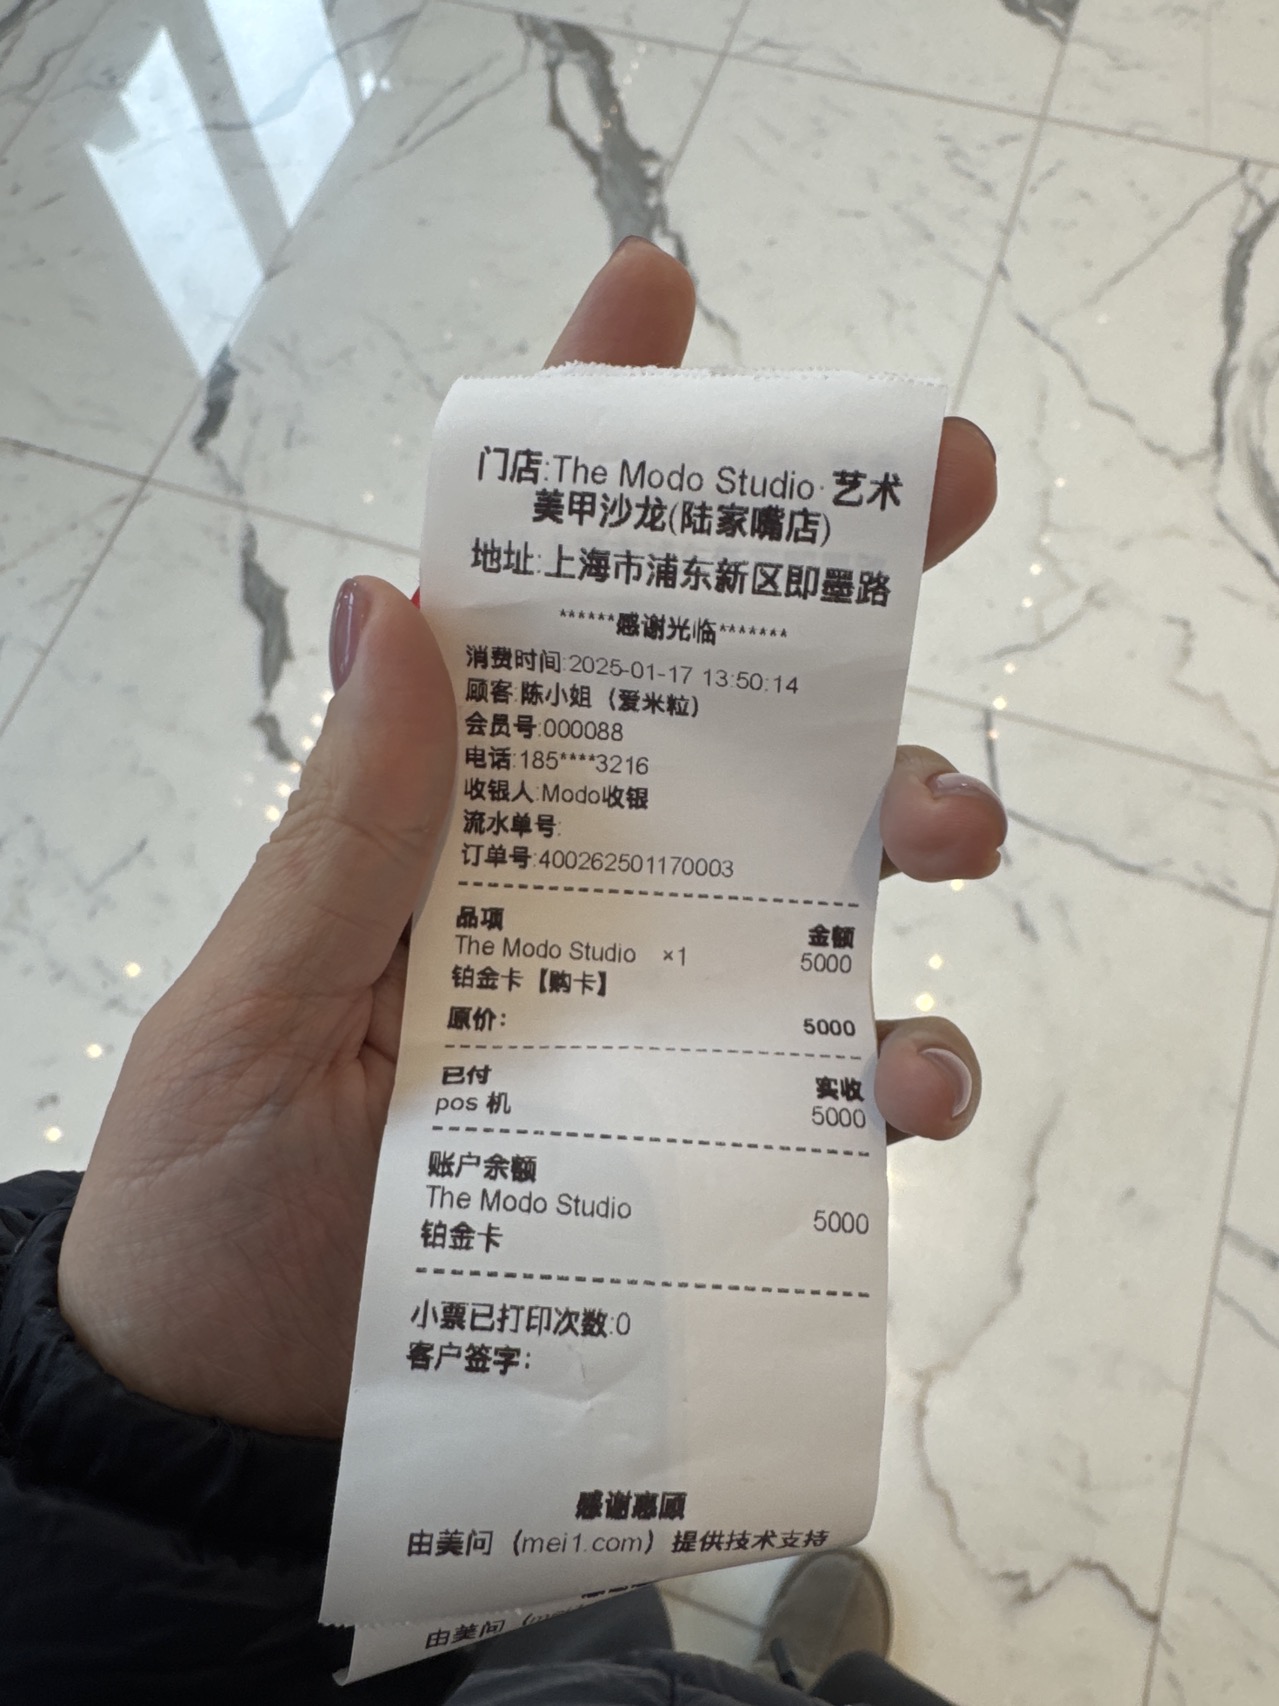 门店:The Modo Studio·艺术
美甲沙龙(陆家嘴店)
地址:上海市浦东新区即墨路
******感谢光临*******
消费时间:2025-01-17 13:50:14
顾客:陈小姐（爱米粒）
会员号:000088
电话:185****3216
收银人:Modo收银
流水单号:
订单号:400262501170003
品项 金额
The Modo Studio ×1 5000
铂金卡【购卡】
原价: 5000
已付 实收
pos 机 5000
账户余额
The Modo Studio 5000
铂金卡
小票已打印次数:0
客户签字:
感谢惠顾
由美问（mei1.com）提供技术支持
由美问